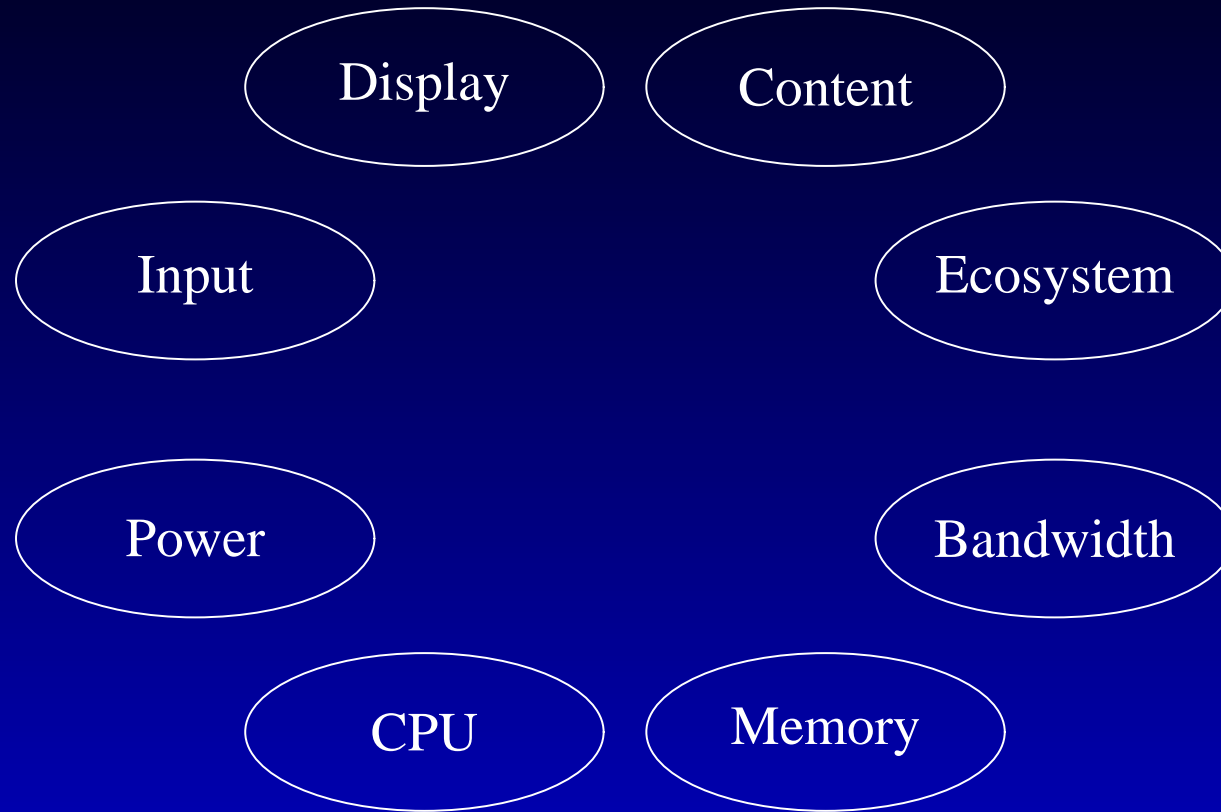 Display
Content
Input
Ecosystem
Power
Bandwidth
CPU
Memory